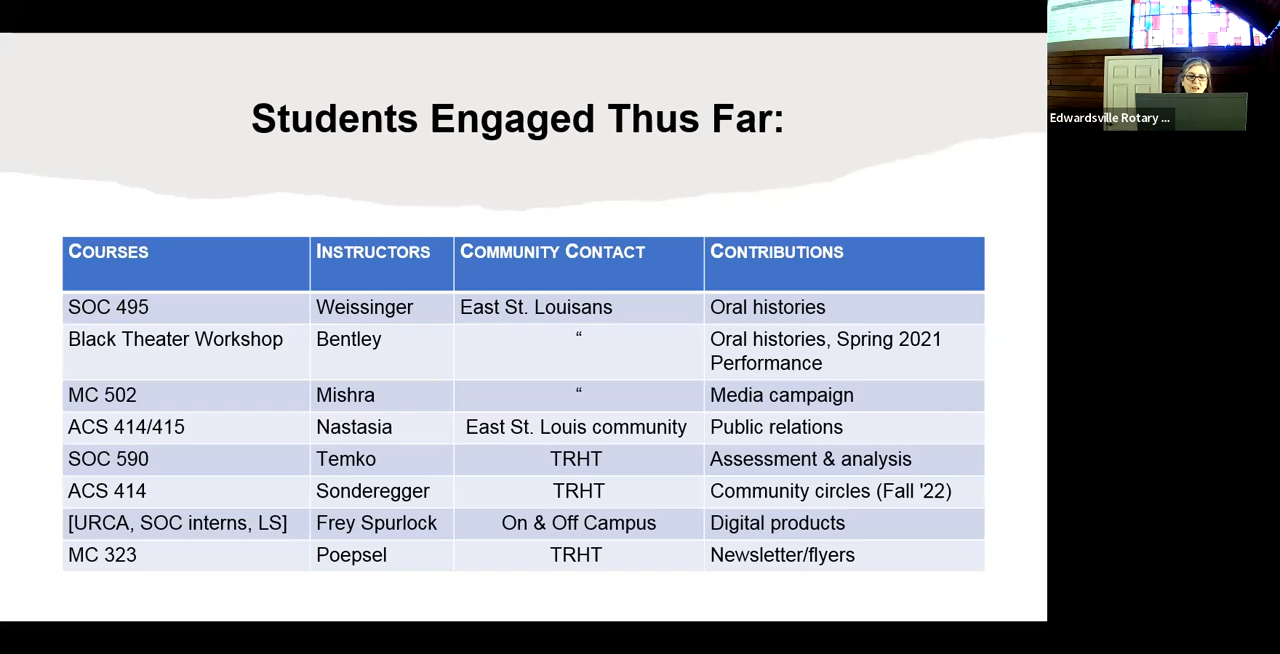 Students Engaged Thus Far:
COURSES INSTRUCTORS COMMUNITY CONTACT CONTRIBUTIONS
SOC 495 Weissinger East St. Louisans Oral histories
Black Theater Workshop Bentley “ Oral histories, Spring 2021
Performance
MC 502 Mishra “ Media campaign
ACS 414/415 Nastasia East St. Louis community Public relations
SOC 590 Temko TRHT Assessment & analysis
ACS 414 Sonderegger TRHT Community circles (Fall '22)
[URCA, SOC interns, LS] Frey Spurlock On & Off Campus Digital products
MC 323 Poepsel TRHT Newsletter/flyers
Edwardsville Rotary ...